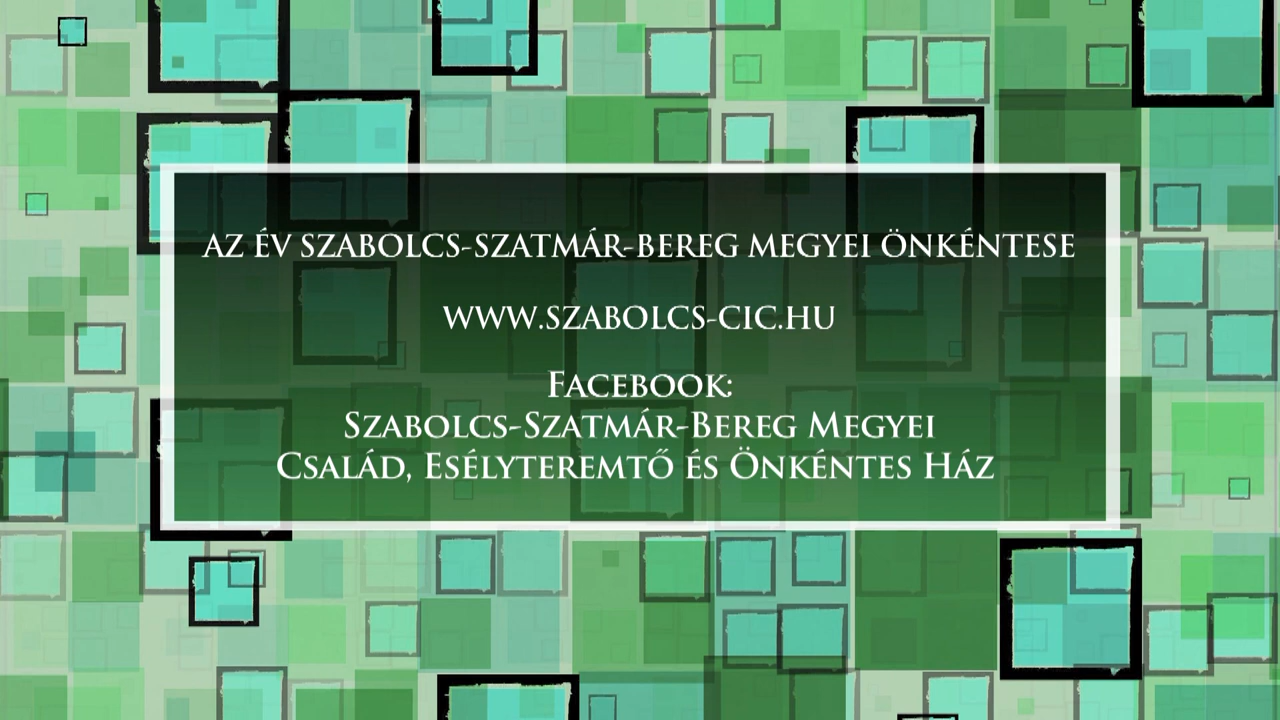 AZ ÉV SZABOLCS-SZATMÁR-BEREG MEGYEI ÖNKÉNTESE
WWW.SZABOLCS-CIC.HU
FACEBOOK:
SZABOLCS-SZATMÁR-BEREG MEGYEI
CSALÁD, ESÉLYTEREMTŐ ÉS ÖNKÉNTES HÁZ